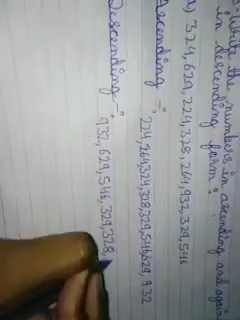 Write the numbers in ascending and again
in descending form:
a) 324, 629, 224, 328, 264, 932, 329, 546
Ascending -:
224, 264, 324, 328, 329, 546, 629, 932
Descending -:
932, 629, 546, 329, 328,